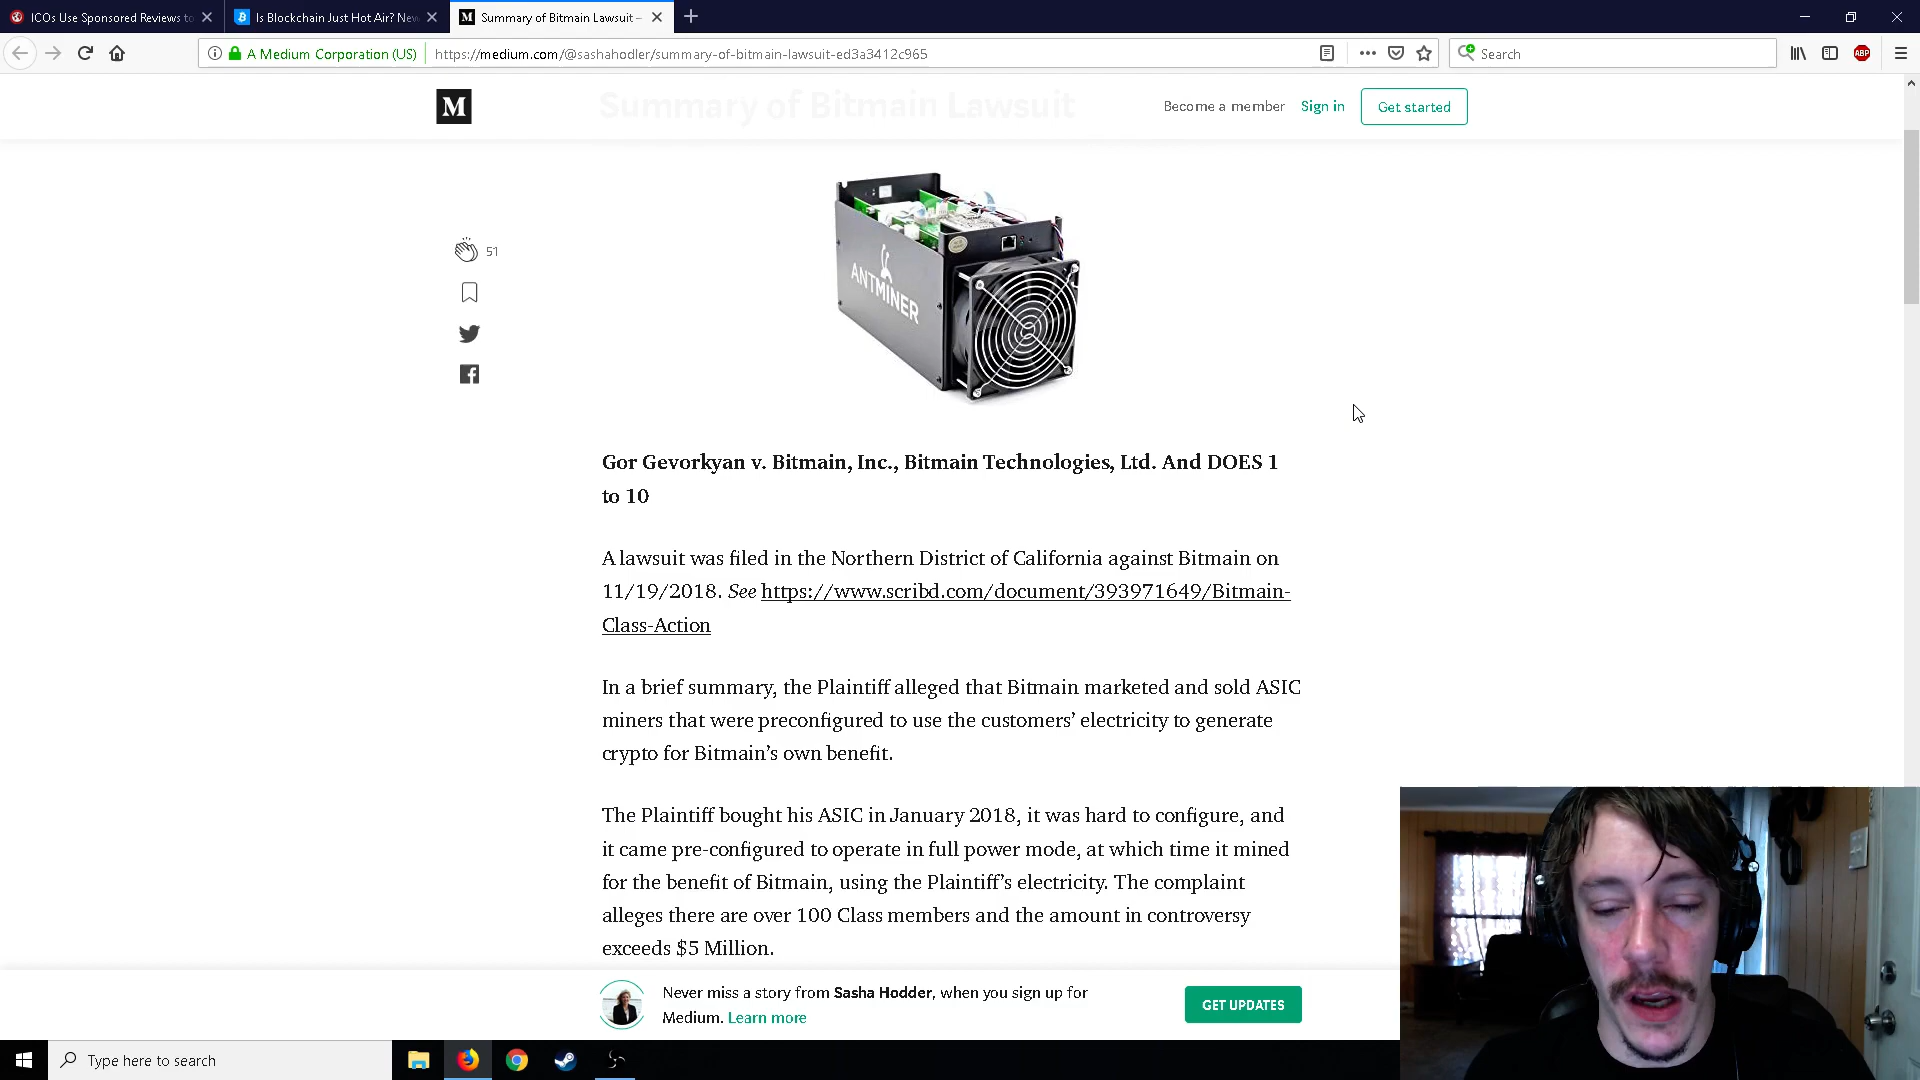 ICOs Use Sponsored Reviews to
Is Blockchain Just Hot Air? New
Summary of Bitmain Lawsuit –
A Medium Corporation (US)
https://medium.com/@sashahodler/summary-of-bitmain-lawsuit-ed3a3412c965
Search
ABP
M
Summary of Bitmain Lawsuit
Become a member
Sign in
Get started
ANTMINER
51
Gor Gevorkyan v. Bitmain, Inc., Bitmain Technologies, Ltd. And DOES 1
to 10
A lawsuit was filed in the Northern District of California against Bitmain on
11/19/2018. See https://www.scribd.com/document/393971649/Bitmain-
Class-Action
In a brief summary, the Plaintiff alleged that Bitmain marketed and sold ASIC
miners that were preconfigured to use the customers’ electricity to generate
crypto for Bitmain’s own benefit.
The Plaintiff bought his ASIC in January 2018, it was hard to configure, and
it came pre-configured to operate in full power mode, at which time it mined
for the benefit of Bitmain, using the Plaintiff’s electricity. The complaint
alleges there are over 100 Class members and the amount in controversy
exceeds $5 Million.
Never miss a story from Sasha Hodder, when you sign up for
Medium. Learn more
GET UPDATES
Type here to search